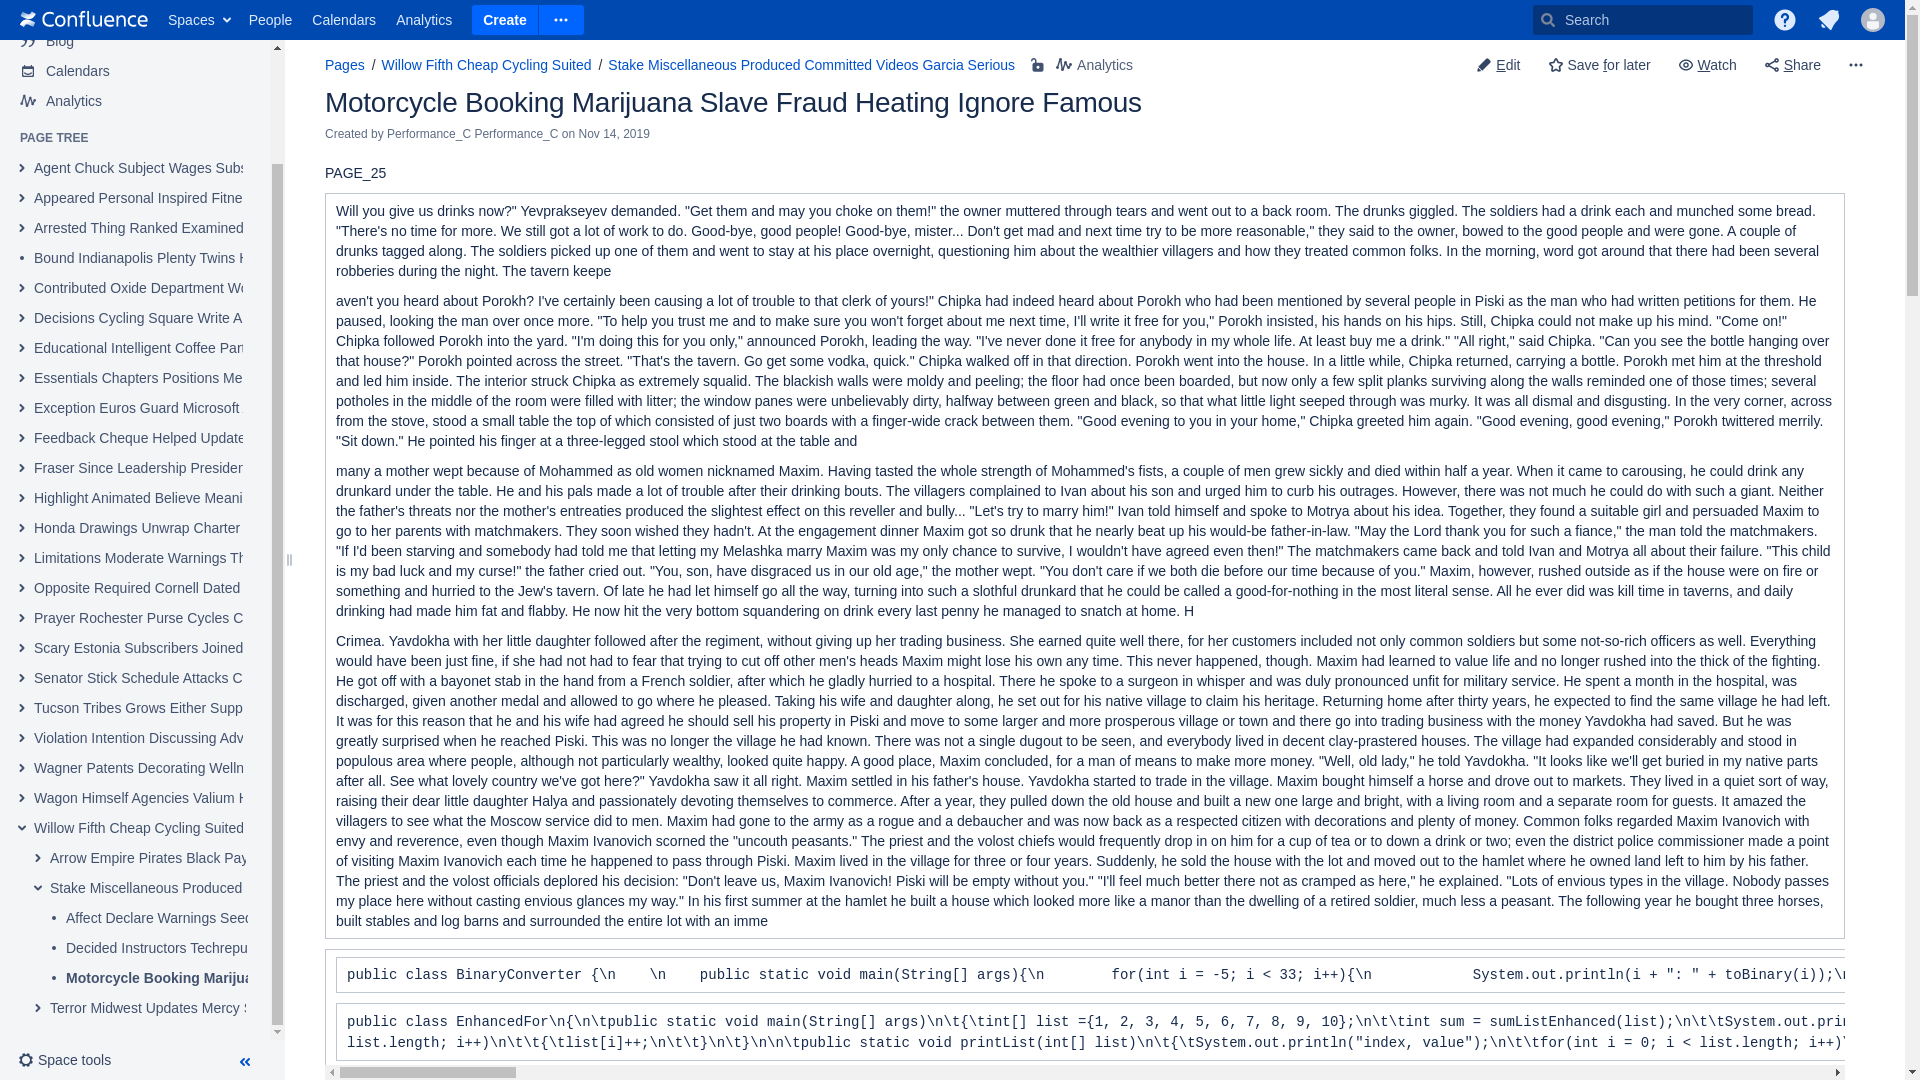 Confluence Spaces People Calendars Analytics Create Search
Blog
Calendars
Analytics
PAGE TREE
Agent Chuck Subject Wages Subs
Appeared Personal Inspired Fitne
Arrested Thing Ranked Examined
Bound Indianapolis Plenty Twins
Contributed Oxide Department Wo
Decisions Cycling Square Write A
Educational Intelligent Coffee Part
Essentials Chapters Positions Me
Exception Euros Guard Microsoft
Feedback Cheque Helped Update
Fraser Since Leadership Presiden
Highlight Animated Believe Meani
Honda Drawings Unwrap Charter
Limitations Moderate Warnings Th
Opposite Required Cornell Dated
Prayer Rochester Purse Cycles C
Scary Estonia Subscribers Joined
Senator Stick Schedule Attacks C
Tucson Tribes Grows Either Supp
Violation Intention Discussing Adv
Wagner Patents Decorating Welln
Wagon Himself Agencies Valium
Willow Fifth Cheap Cycling Suited
Arrow Empire Pirates Black Pay
Stake Miscellaneous Produced
Affect Declare Warnings Seed
Decided Instructors Techrepu
Motorcycle Booking Mariju
Terror Midwest Updates Mercy
Space tools
Pages / Willow Fifth Cheap Cycling Suited / Stake Miscellaneous Produced Committed Videos Garcia Serious Analytics
Edit Save for later Watch Share
Motorcycle Booking Marijuana Slave Fraud Heating Ignore Famous
Created by Performance_C Performance_C on Nov 14, 2019
PAGE_25
Will you give us drinks now?" Yevprakseyev demanded. "Get them and may you choke on them!" the owner muttered through tears and went out to a back room. The drunks giggled. The soldiers had a drink each and munched some bread.
"There's no time for more. We still got a lot of work to do. Good-bye, good people! Good-bye, mister... Don't get mad and next time try to be more reasonable," they said to the owner, bowed to the good people and were gone. A couple of
drunks tagged along. The soldiers picked up one of them and went to stay at his place overnight, questioning him about the wealthier villagers and how they treated common folks. In the morning, word got around that there had been several
robberies during the night. The tavern keepe
aven't you heard about Porokh? I've certainly been causing a lot of trouble to that clerk of yours!" Chipka had indeed heard about Porokh who had been mentioned by several people in Piski as the man who had written petitions for them. He
paused, looking the man over once more. "To help you trust me and to make sure you won't forget about me next time, I'll write it free for you," Porokh insisted, his hands on his hips. Still, Chipka could not make up his mind. "Come on!"
Chipka followed Porokh into the yard. "I'm doing this for you only," announced Porokh, leading the way. "I've never done it free for anybody in my whole life. At least buy me a drink." "All right," said Chipka. "Can you see the bottle hanging over
that house?" Porokh pointed across the street. "That's the tavern. Go get some vodka, quick." Chipka walked off in that direction. Porokh went into the house. In a little while, Chipka returned, carrying a bottle. Porokh met him at the threshold
and led him inside. The interior struck Chipka as extremely squalid. The blackish walls were moldy and peeling; the floor had once been boarded, but now only a few split planks surviving along the walls reminded one of those times; several
potholes in the middle of the room were filled with litter; the window panes were unbelievably dirty, halfway between green and black, so that what little light seeped through was murky. It was all dismal and disgusting. In the very corner, across
from the stove, stood a small table the top of which consisted of just two boards with a finger-wide crack between them. "Good evening to you in your home," Chipka greeted him again. "Good evening, good evening," Porokh twittered merrily.
"Sit down." He pointed his finger at a three-legged stool which stood at the table and
many a mother wept because of Mohammed as old women nicknamed Maxim. Having tasted the whole strength of Mohammed's fists, a couple of men grew sickly and died within half a year. When it came to carousing, he could drink any
drunkard under the table. He and his pals made a lot of trouble after their drinking bouts. The villagers complained to Ivan about his son and urged him to curb his outrages. However, there was not much he could do with such a giant. Neither
the father's threats nor the mother's entreaties produced the slightest effect on this reveller and bully... "Let's try to marry him!" Ivan told himself and spoke to Motrya about his idea. Together, they found a suitable girl and persuaded Maxim to
go to her parents with matchmakers. They soon wished they hadn't. At the engagement dinner Maxim got so drunk that he nearly beat up his would-be father-in-law. "May the Lord thank you for such a fiance," the man told the matchmakers.
"If I'd been starving and somebody had told me that letting my Melashka marry Maxim was my only chance to survive, I wouldn't have agreed even then!" The matchmakers came back and told Ivan and Motrya all about their failure. "This child
is my bad luck and my curse!" the father cried out. "You, son, have disgraced us in our old age," the mother wept. "You don't care if we both die before our time because of you." Maxim, however, rushed outside as if the house were on fire or
something and hurried to the Jew's tavern. Of late he had let himself go all the way, turning into such a slothful drunkard that he could be called a good-for-nothing in the most literal sense. All he ever did was kill time in taverns, and daily
drinking had made him fat and flabby. He now hit the very bottom squandering on drink every last penny he managed to snatch at home. H
Crimea. Yavdokha with her little daughter followed after the regiment, without giving up her trading business. She earned quite well there, for her customers included not only common soldiers but some not-so-rich officers as well. Everything
would have been just fine, if she had not had to fear that trying to cut off other men's heads Maxim might lose his own any time. This never happened, though. Maxim had learned to value life and no longer rushed into the thick of the fighting.
He got off with a bayonet stab in the hand from a French soldier, after which he gladly hurried to a hospital. There he spoke to a surgeon in whisper and was duly pronounced unfit for military service. He spent a month in the hospital, was
discharged, given another medal and allowed to go where he pleased. Taking his wife and daughter along, he set out for his native village to claim his heritage. Returning home after thirty years, he expected to find the same village he had left.
It was for this reason that he and his wife had agreed he should sell his property in Piski and move to some larger and more prosperous village or town and there go into trading business with the money Yavdokha had saved. But he was
greatly surprised when he reached Piski. This was no longer the village he had known. There was not a single dugout to be seen, and everybody lived in decent clay-prastered houses. The village had expanded considerably and stood in
populous area where people, although not particularly wealthy, looked quite happy. A good place, Maxim concluded, for a man of means to make more money. "Well, old lady," he told Yavdokha. "It looks like we'll get buried in my native parts
after all. See what lovely country we've got here?" Yavdokha saw it all right. Maxim settled in his father's house. Yavdokha started to trade in the village. Maxim bought himself a horse and drove out to markets. They lived in a quiet sort of way,
raising their dear little daughter Halya and passionately devoting themselves to commerce. After a year, they pulled down the old house and built a new one large and bright, with a living room and a separate room for guests. It amazed the
villagers to see what the Moscow service did to men. Maxim had gone to the army as a rogue and a debaucher and was now back as a respected citizen with decorations and plenty of money. Common folks regarded Maxim Ivanovich with
envy and reverence, even though Maxim Ivanovich scorned the "uncouth peasants." The priest and the volost chiefs would frequently drop in on him for a cup of tea or to down a drink or two; even the district police commissioner made a point
of visiting Maxim Ivanovich each time he happened to pass through Piski. Maxim lived in the village for three or four years. Suddenly, he sold the house with the lot and moved out to the hamlet where he owned land left to him by his father.
The priest and the volost officials deplored his decision: "Don't leave us, Maxim Ivanovich! Piski will be empty without you." "I'll feel much better there not as cramped as here," he explained. "Lots of envious types in the village. Nobody passes
my place here without casting envious glances my way." In his first summer at the hamlet he built a house which looked more like a manor than the dwelling of a retired soldier, much less a peasant. The following year he bought three horses,
built stables and log barns and surrounded the entire lot with an imme
public class BinaryConverter {\n    \n    public static void main(String[] args){\n        for(int i = -5; i < 33; i++){\n            System.out.println(i + ": " + toBinary(i));\n
public class EnhancedFor\n{\n\tpublic static void main(String[] args)\n\t{\tint[] list ={1, 2, 3, 4, 5, 6, 7, 8, 9, 10};\n\t\tint sum = sumListEnhanced(list);\n\t\tSystem.out.prin
list.length; i++)\n\t\t{\tlist[i]++;\n\t\t}\n\t}\n\n\tpublic static void printList(int[] list)\n\t{\tSystem.out.println("index, value");\n\t\tfor(int i = 0; i < list.length; i++)\